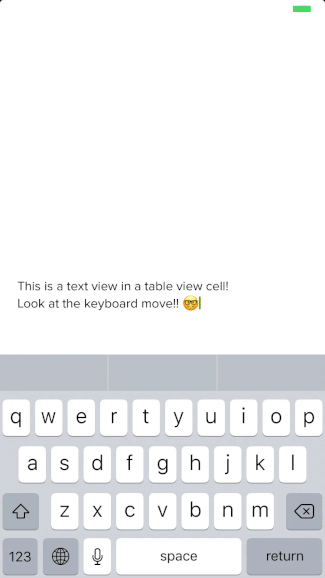 This is a text view in a table view cell!
Look at the keyboard move!! 🤓
q w e r t y u i o p
a s d f g h j k l
z x c v b n m
123 space return